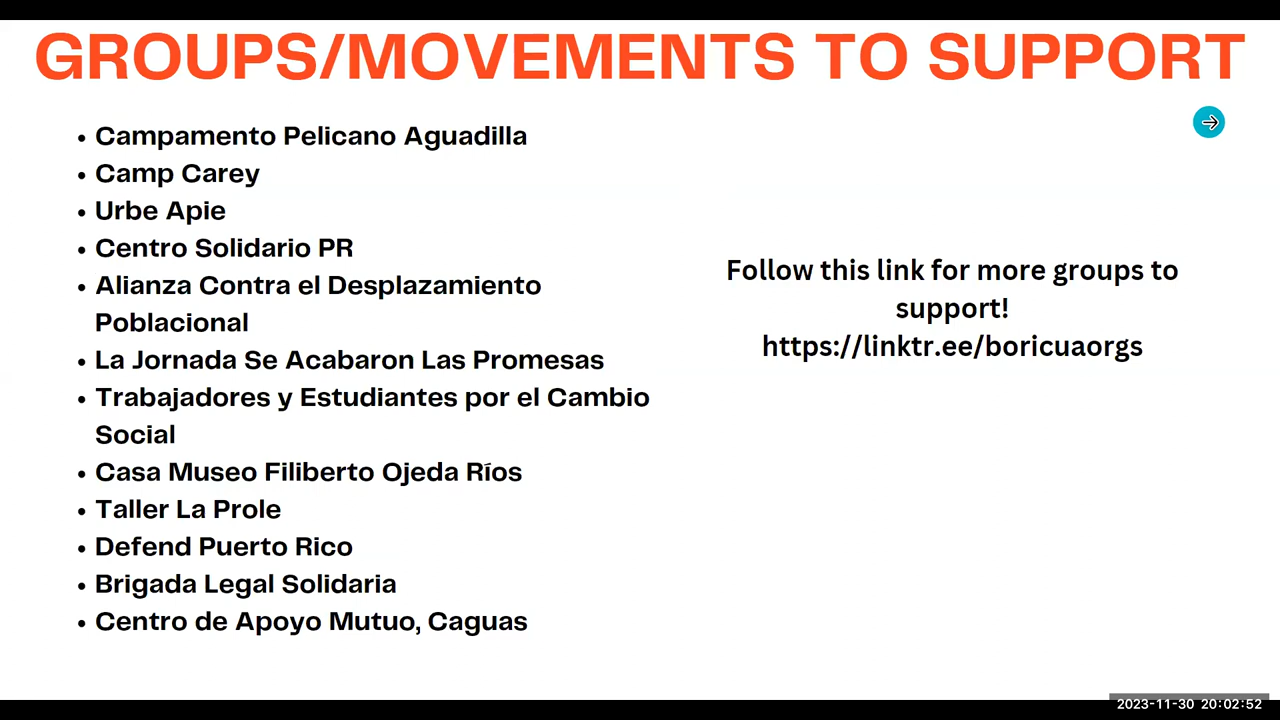 GROUPS/MOVEMENTS TO SUPPORT
• Campamento Pelicano Aguadilla
• Camp Carey
• Urbe Apie
• Centro Solidario PR
• Alianza Contra el Desplazamiento
Poblacional
• La Jornada Se Acabaron Las Promesas
• Trabajadores y Estudiantes por el Cambio
Social
• Casa Museo Filiberto Ojeda Ríos
• Taller La Prole
• Defend Puerto Rico
• Brigada Legal Solidaria
• Centro de Apoyo Mutuo, Caguas
Follow this link for more groups to
support!
https://linktr.ee/boricuaorgs
2023-11-30 20:02:52